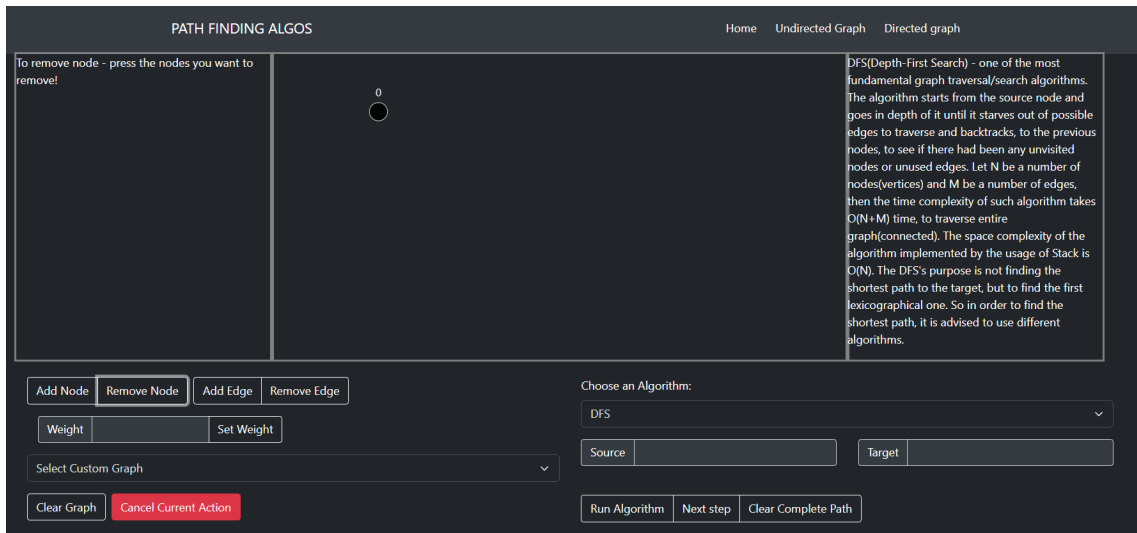 PATH FINDING ALGOS
Home
Undirected Graph
Directed graph
To remove node - press the nodes you want to
remove!
0
DFS(Depth-First Search) - one of the most
fundamental graph traversal/search algorithms.
The algorithm starts from the source node and
goes in depth of it until it starves out of possible
edges to traverse and backtracks, to the previous
nodes, to see if there had been any unvisited
nodes or unused edges. Let N be a number of
nodes(vertices) and M be a number of edges,
then the time complexity of such algorithm takes
O(N+M) time, to traverse entire
graph(connected). The space complexity of the
algorithm implemented by the usage of Stack is
O(N). The DFS's purpose is not finding the
shortest path to the target, but to find the first
lexicographical one. So in order to find the
shortest path, it is advised to use different
algorithms.
Add Node
Remove Node
Add Edge
Remove Edge
Weight
Set Weight
Select Custom Graph
Clear Graph
Cancel Current Action
Choose an Algorithm:
DFS
Source
Target
Run Algorithm
Next step
Clear Complete Path